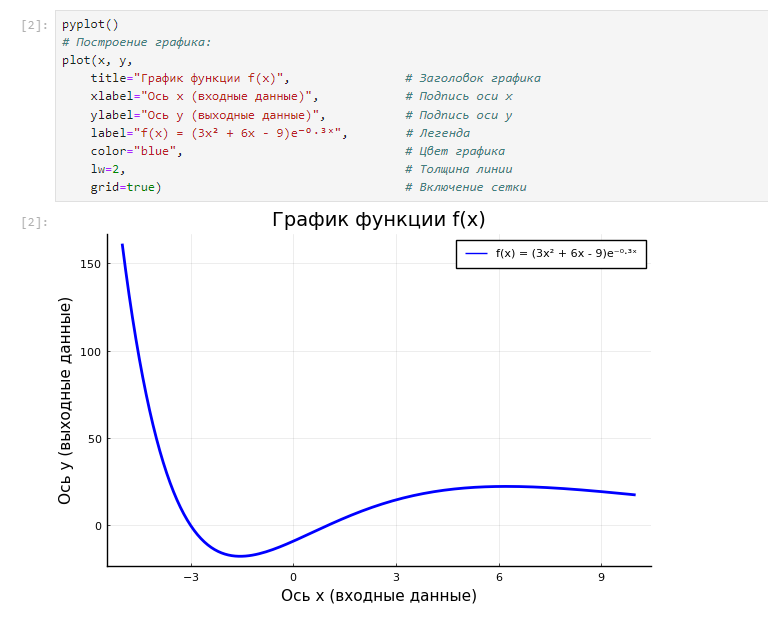 [2]: pyplot()
# Построение графика:
plot(x, y,
title="График функции f(x)", # Заголовок графика
xlabel="Ось x (входные данные)", # Подпись оси x
ylabel="Ось y (выходные данные)", # Подпись оси y
label="f(x) = (3x² + 6x - 9)e⁻⁰·³ˣ", # Легенда
color="blue", # Цвет графика
lw=2, # Толщина линии
grid=true) # Включение сетки
[2]:
График функции f(x)
f(x) = (3x² + 6x - 9)e⁻⁰·³ˣ
Ось y (выходные данные)
150
100
50
0
−3 0 3 6 9
Ось x (входные данные)